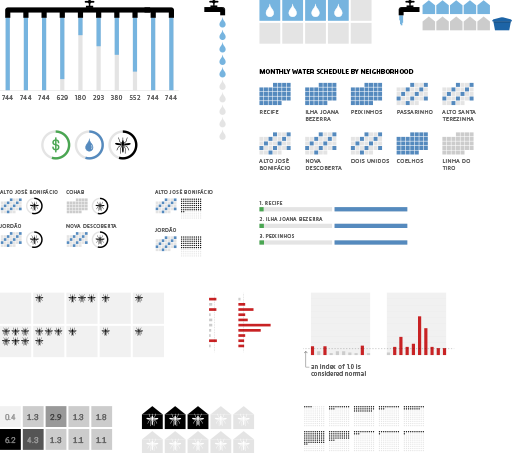 744 744 744 629 180 293 380 552 744 744
MONTHLY WATER SCHEDULE BY NEIGHBORHOOD
RECIFE ILHA JOANA BEZERRA PEIXINHOS PASSARINHO ALTO SANTA TEREZINHA
ALTO JOSÉ BONIFÁCIO NOVA DESCOBERTA DOIS UNIDOS COELHOS LINHA DO TIRO
$
ALTO JOSÉ BONIFÁCIO COHAB ALTO JOSÉ BONIFÁCIO
JORDÃO NOVA DESCOBERTA JORDÃO
1. RECIFE
2. ILHA JOANA BEZERRA
3. PEIXINHOS
an index of 1.0 is
considered normal
0.4 1.3 2.9 1.3 1.8
6.2 4.3 1.3 1.1 1.1